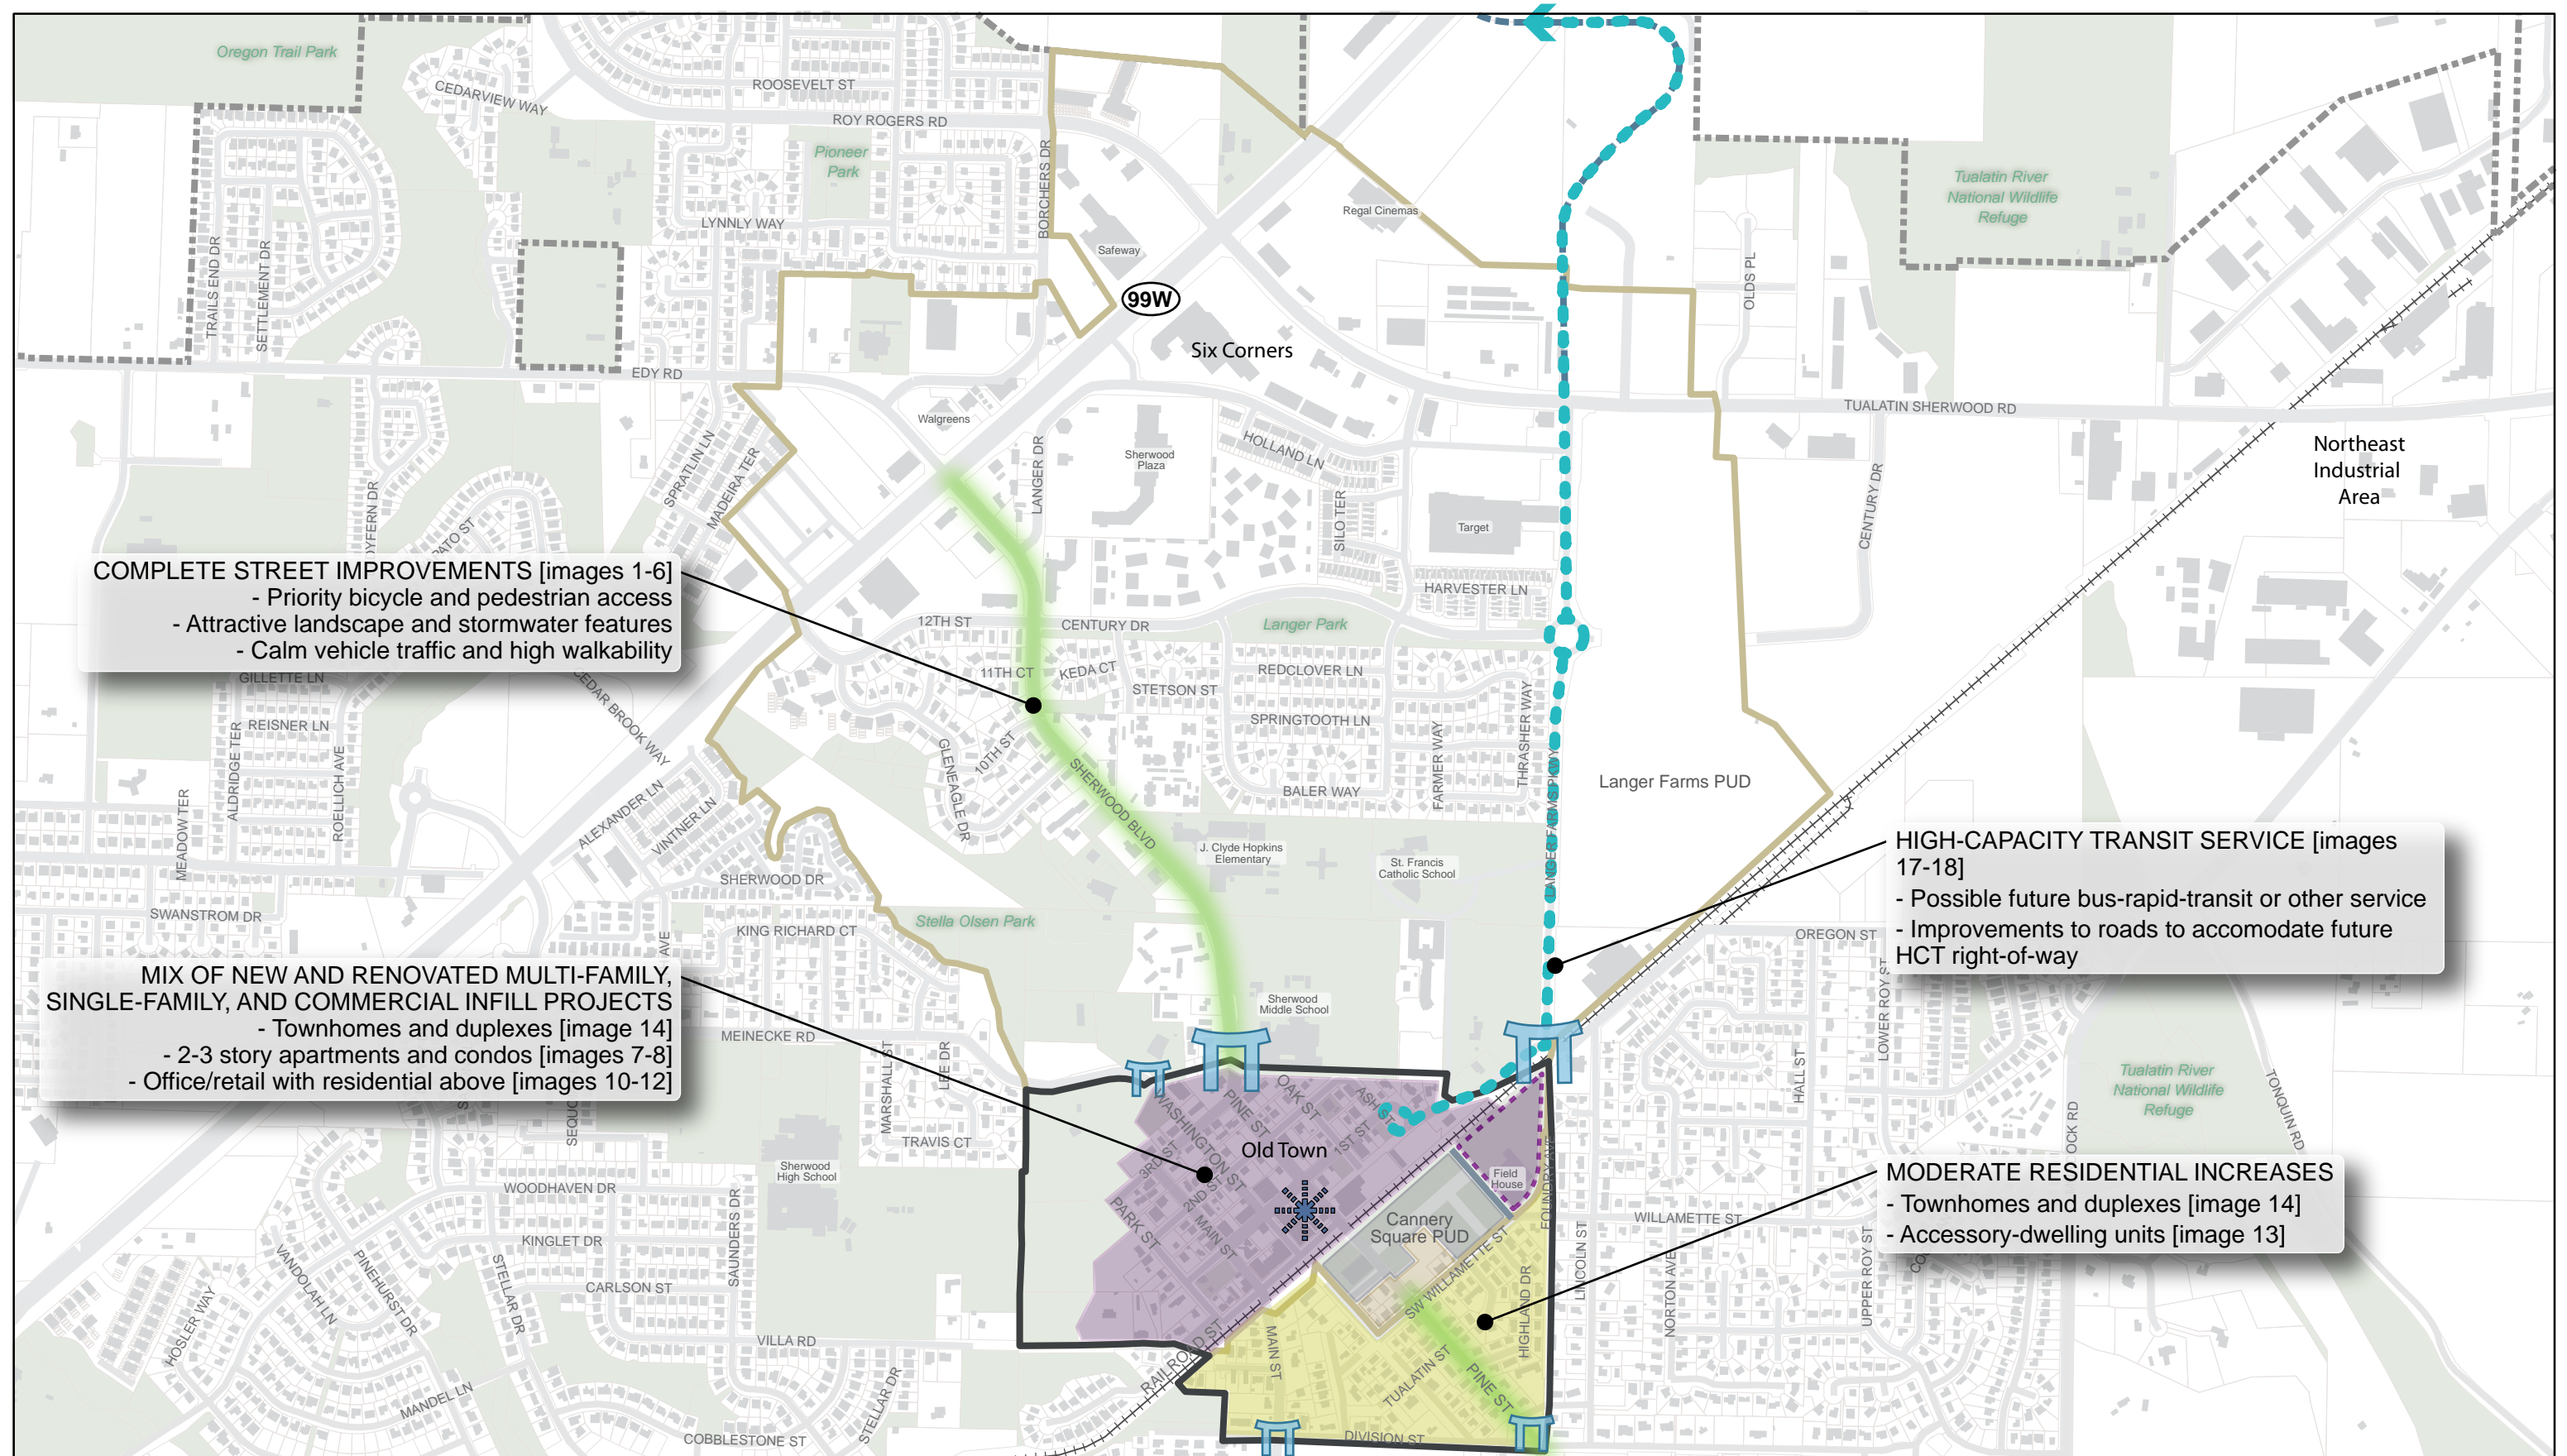 Oregon Trail Park
CEDARVIEW WAY
ROOSEVELT ST
ROY ROGERS RD
Pioneer
Park
BORCHERS DR
LYNNLY WAY
Safeway
Regal Cinemas
Tualatin River
National Wildlife
Refuge
TRAILS END DR
SETTLEMENT DR
OLDS PL
99W
Six Corners
EDY RD
TUALATIN SHERWOOD RD
Walgreens
Northeast
Industrial
Area
LANGER DR
Sherwood
Plaza
HOLLAND LN
SPRATLIN LN
MADEIRA TER
SILO TER
Target
CENTURY DR
COMPLETE STREET IMPROVEMENTS [images 1-6]
- Priority bicycle and pedestrian access
- Attractive landscape and stormwater features
- Calm vehicle traffic and high walkability
HARVESTER LN
12TH ST
CENTURY DR
Langer Park
11TH CT
KEDA CT
REDCLOVER LN
STETSON ST
GILLETTE LN
CEDAR BROOK WAY
REISNER LN
SPRINGTOOTH LN
ALDRIDGE TER
ROELLICH AVE
MEADOW TER
10TH ST
GLENEAGLE DR
SHERWOOD BLVD
FARMER WAY
THRASHER WAY
LANGER FARMS PKWY
Langer Farms PUD
BALER WAY
ALEXANDER LN
VINTNER LN
J. Clyde Hopkins
Elementary
St. Francis
Catholic School
HIGH-CAPACITY TRANSIT SERVICE [images
17-18]
- Possible future bus-rapid-transit or other service
- Improvements to roads to accomodate future
HCT right-of-way
SHERWOOD DR
SWANSTROM DR
Stella Olsen Park
KING RICHARD CT
AVE
OREGON ST
LOWER ROY ST
MIX OF NEW AND RENOVATED MULTI-FAMILY,
SINGLE-FAMILY, AND COMMERCIAL INFILL PROJECTS
- Townhomes and duplexes [image 14]
- 2-3 story apartments and condos [images 7-8]
- Office/retail with residential above [images 10-12]
Sherwood
Middle School
MEINECKE RD
MARSHALL ST
LEE DR
TRAVIS CT
HALL ST
Tualatin River
National Wildlife
Refuge
TONQUIN RD
WASHINGTON ST
PINE ST
OAK ST
ASH ST
1ST ST
Old Town
3RD ST
2ND ST
MAIN ST
PARK ST
Sherwood
High School
Field
House
FOUNDRY AVE
MODERATE RESIDENTIAL INCREASES
- Townhomes and duplexes [image 14]
- Accessory-dwelling units [image 13]
WOODHAVEN DR
SAUNDERS DR
Cannery
Square PUD
SW WILLAMETTE ST
WILLAMETTE ST
LINCOLN ST
NORTON AVE
UPPER ROY ST
KINGLET DR
VANDOLAH LN
PINEHURST DR
STELLAR DR
CARLSON ST
HOSLER WAY
HIGHLAND DR
VILLA RD
RAILROAD ST
MAIN ST
TUALATIN ST
PINE ST
STELLAR DR
MANDEL LN
COBBLESTONE ST
DIVISION ST